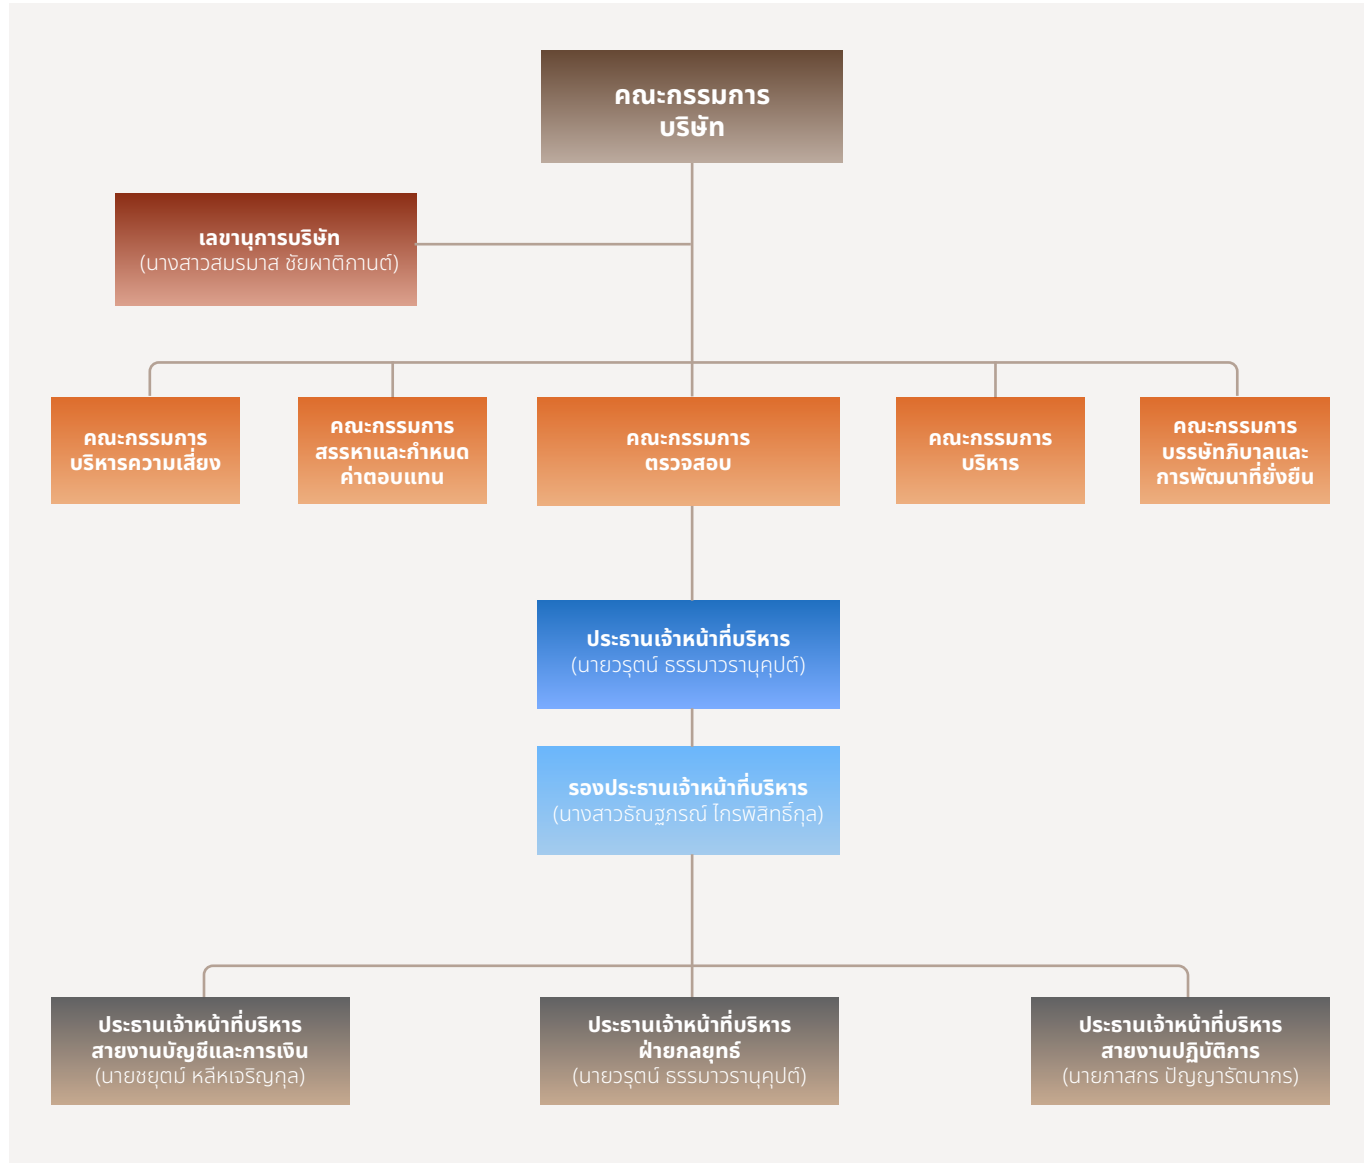 คณะกรรมการ
บริษัท
เลขานุการบริษัท
(นางสาวสมรมาส ชัยผาติกานต์)
คณะกรรมการ
บริหารความเสี่ยง
คณะกรรมการ
สรรหาและกำหนด
ค่าตอบแทน
คณะกรรมการ
ตรวจสอบ
คณะกรรมการ
บริหาร
คณะกรรมการ
บรรษัทภิบาลและ
การพัฒนาที่ยั่งยืน
ประธานเจ้าหน้าที่บริหาร
(นายวรุตน์ ธรรมาวรานุคุปต์)
รองประธานเจ้าหน้าที่บริหาร
(นางสาวธัณฐภรณ์ ไกรพิสิทธิ์กุล)
ประธานเจ้าหน้าที่บริหาร
สายงานบัญชีและการเงิน
(นายชยุตม์ หลีหเจริญกุล)
ประธานเจ้าหน้าที่บริหาร
ฝ่ายกลยุทธ์
(นายวรุตน์ ธรรมาวรานุคุปต์)
ประธานเจ้าหน้าที่บริหาร
สายงานปฏิบัติการ
(นายภาสกร ปัญญารัตนากร)